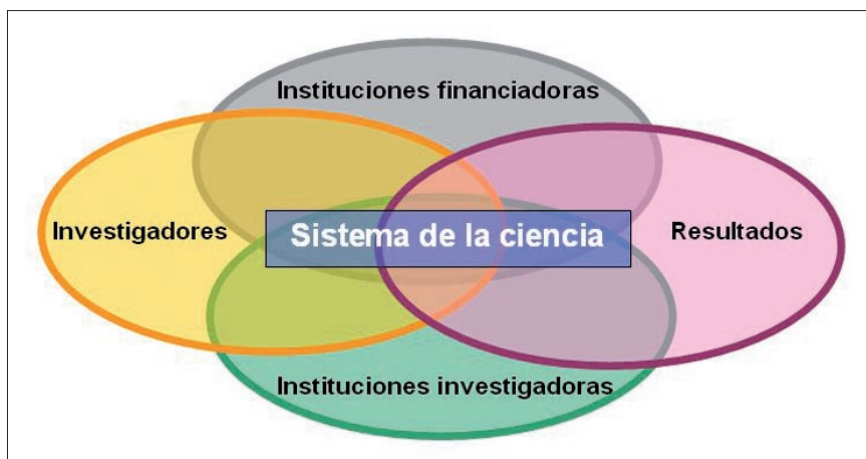 Instituciones financiadoras
Investigadores
Sistema de la ciencia
Resultados
Instituciones investigadoras